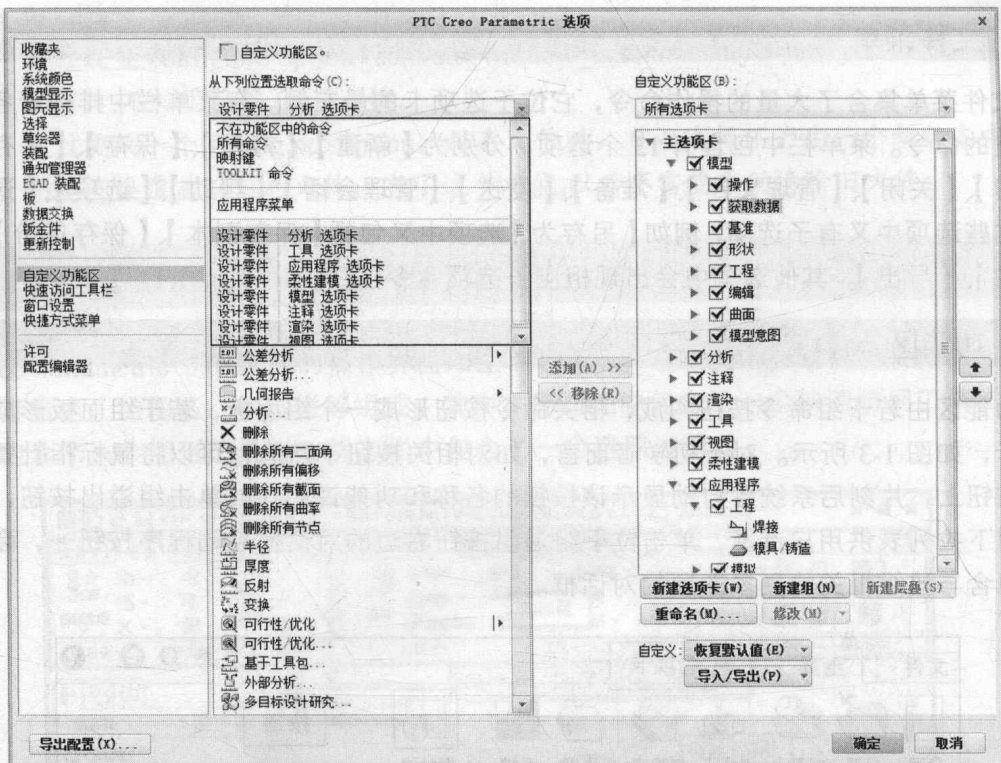 PTC Creo Parametric 选项
收藏夹
环境
系统颜色
模型显示
图元显示
选择
草绘器
装配
通知管理器
ECAD 装配
板
数据交换
钣金件
更新控制
自定义功能区
快速访问工具栏
窗口设置
快捷方式菜单
许可
配置编辑器
自定义功能区。
从下列位置选取命令(C):
设计零件 分析 选项卡
不在功能区中的命令
所有命令
映射键
TOOLKIT 命令
应用程序菜单
设计零件 分析 选项卡
设计零件 工具 选项卡
设计零件 应用程序 选项卡
设计零件 柔性建模 选项卡
设计零件 模型 选项卡
设计零件 注释 选项卡
设计零件 渲染 选项卡
设计零件 视图 选项卡
公差分析
公差分析...
几何报告
分析...
删除
删除所有二面角
删除所有偏移
删除所有截面
删除所有曲率
删除所有节点
半径
厚度
反射
变换
可行性/优化
可行性/优化...
基于工具包...
外部分析...
多目标设计研究...
添加(A) >>
<< 移除(R)
自定义功能区(B):
所有选项卡
主选项卡
模型
操作
获取数据
基准
形状
工程
编辑
曲面
模型意图
分析
注释
渲染
工具
视图
柔性建模
应用程序
工程
焊接
模具/铸造
模拟
新建选项卡(W) 新建组(N) 新建层叠(S)
重命名(M)... 修改(M)
自定义: 恢复默认值(E)
导入/导出(P)
导出配置(X)...
确定 取消